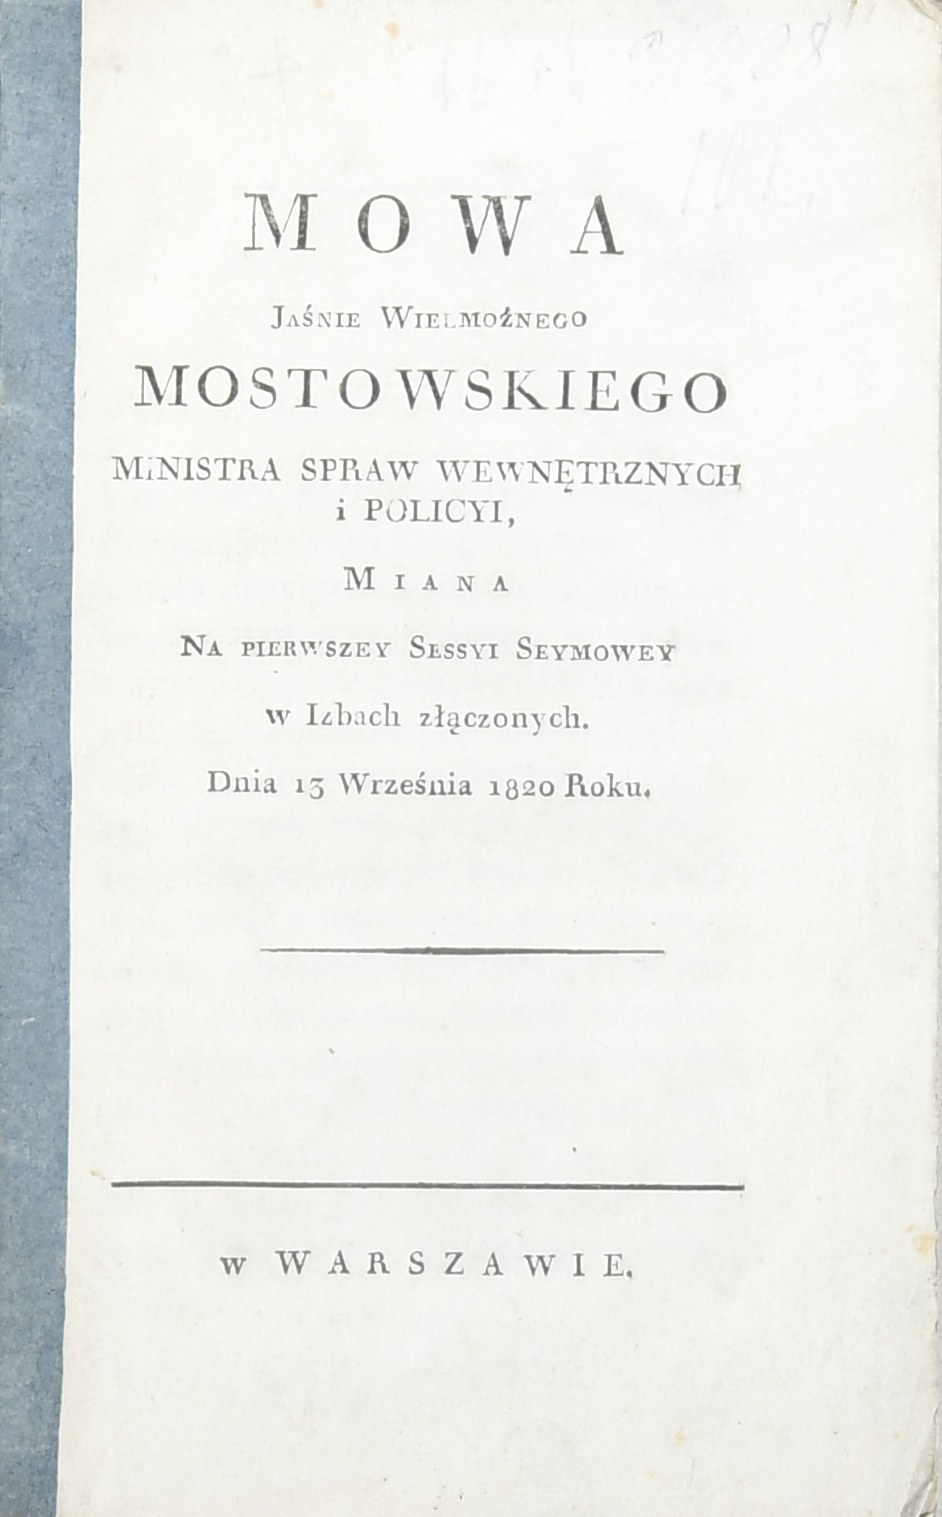 MOWA
JAŚNIE WIELMOŹNEGO
MOSTOWSKIEGO
MiNISTRA SPRAW WEWNĘTRZNYCH
i POLICYI,
MIANA
NA PIERWSZEY SESSYI SEYMOWEY
w Izbach złączonych.
Dnia 13 Września 1820 Roku.
w WARSZAWIE.